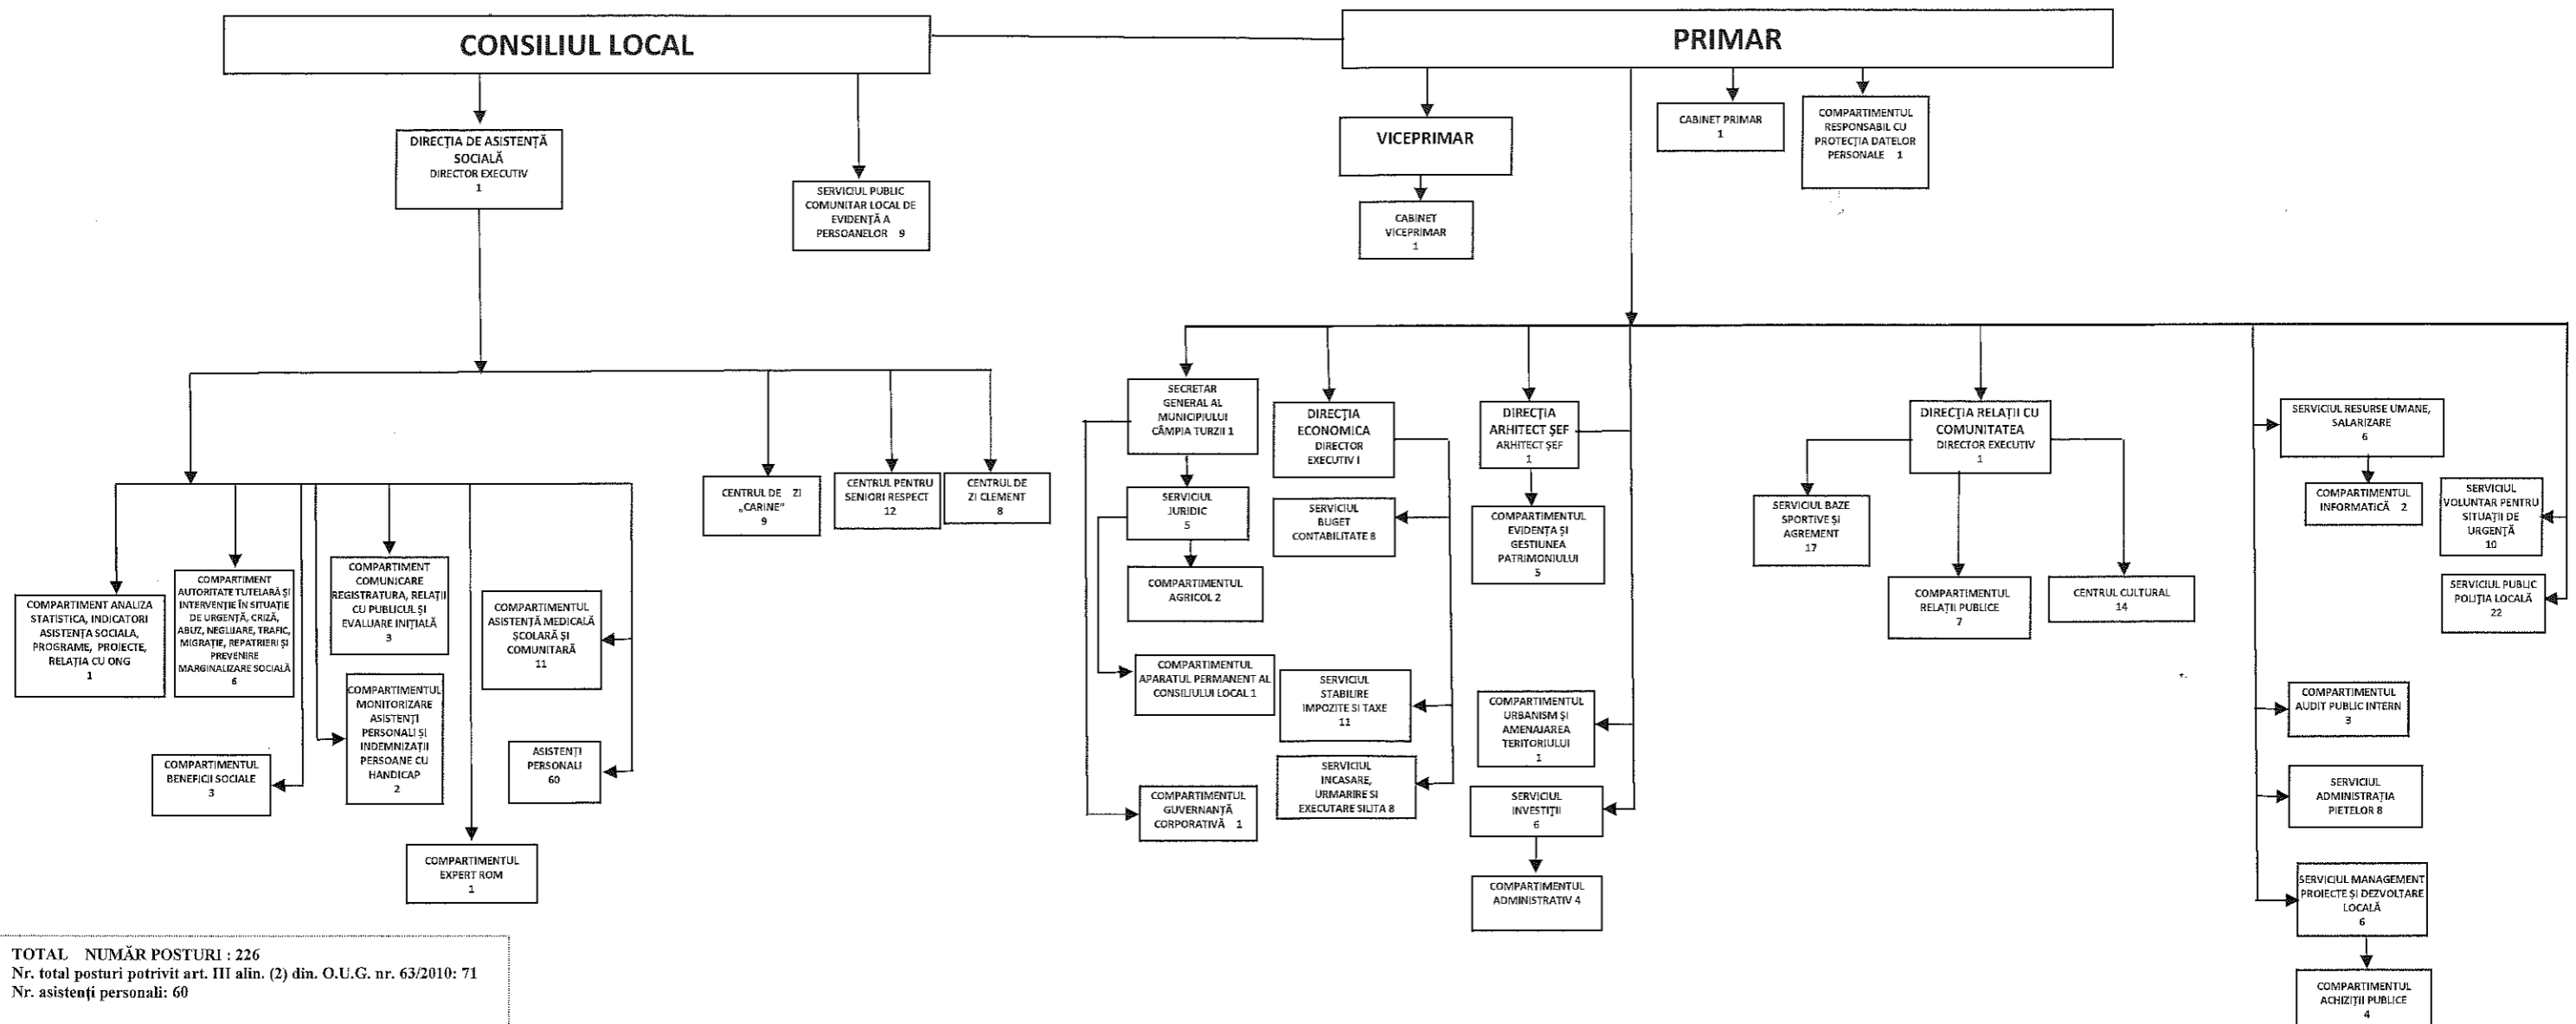 CONSILIUL LOCAL
PRIMAR
DIRECȚIA DE ASISTENȚĂ
SOCIALĂ
DIRECTOR EXECUTIV
1
SERVICIUL PUBLIC
COMUNITAR LOCAL DE
EVIDENȚĂ A
PERSOANELOR 9
VICEPRIMAR
CABINET
VICEPRIMAR
1
CABINET PRIMAR
1
COMPARTIMENTUL
RESPONSABIL CU
PROTECȚIA DATELOR
PERSONALE 1
CENTRUL DE ZI
„CARINE”
9
CENTRUL PENTRU
SENIORI RESPECT
12
CENTRUL DE
ZI CLEMENT
8
COMPARTIMENT ANALIZA
STATISTICA, INDICATORI
ASISTENȚA SOCIALA,
PROGRAME, PROIECTE,
RELAȚIA CU ONG
1
COMPARTIMENT
AUTORITATE TUTELARĂ ȘI
INTERVENȚIE ÎN SITUAȚIE
DE URGENȚĂ, CRIZĂ,
ABUZ, NEGLIJARE, TRAFIC,
MIGRAȚIE, REPATRIERI ȘI
PREVENIRE
MARGINALIZARE SOCIALĂ
6
COMPARTIMENT
COMUNICARE
REGISTRATURA, RELAȚII
CU PUBLICUL ȘI
EVALUARE INIȚIALĂ
3
COMPARTIMENTUL
ASISTENȚĂ MEDICALĂ
ȘCOLARĂ ȘI
COMUNITARĂ
11
COMPARTIMENTUL
BENEFICII SOCIALE
3
COMPARTIMENTUL
MONITORIZARE
ASISTENȚI
PERSONALI ȘI
INDEMNIZAȚII
PERSOANE CU
HANDICAP
2
ASISTENȚI
PERSONALI
60
COMPARTIMENTUL
EXPERT ROM
1
SECRETAR
GENERAL AL
MUNICIPIULUI
CÂMPIA TURZII 1
SERVICIUL
JURIDIC
5
COMPARTIMENTUL
AGRICOL 2
COMPARTIMENTUL
APARATUL PERMANENT AL
CONSILIULUI LOCAL 1
COMPARTIMENTUL
GUVERNANȚĂ
CORPORATIVĂ 1
DIRECȚIA
ECONOMICA
DIRECTOR
EXECUTIV I
SERVICIUL
BUGET
CONTABILITATE 8
SERVICIUL
STABILIRE
IMPOZITE SI TAXE
11
SERVICIUL
INCASARE,
URMARIRE SI
EXECUTARE SILITA 8
DIRECȚIA
ARHITECT ȘEF
ARHITECT ȘEF
1
COMPARTIMENTUL
EVIDENȚA ȘI
GESTIUNEA
PATRIMONIULUI
5
COMPARTIMENTUL
URBANISM ȘI
AMENAJAREA
TERITORIULUI
1
SERVICIUL
INVESTIȚII
6
COMPARTIMENTUL
ADMINISTRATIV 4
DIRECȚIA RELAȚII CU
COMUNITATEA
DIRECTOR EXECUTIV
1
SERVICIUL BAZE
SPORTIVE ȘI
AGREMENT
17
COMPARTIMENTUL
RELAȚII PUBLICE
7
CENTRUL CULTURAL
14
SERVICIUL RESURSE UMANE,
SALARIZARE
6
COMPARTIMENTUL
INFORMATICĂ 2
SERVICIUL
VOLUNTAR PENTRU
SITUAȚII DE
URGENȚĂ
10
SERVICIUL PUBLIC
POLIȚIA LOCALĂ
22
COMPARTIMENTUL
AUDIT PUBLIC INTERN
3
SERVICIUL
ADMINISTRAȚIA
PIETELOR 8
SERVICIUL MANAGEMENT
PROIECTE ȘI DEZVOLTARE
LOCALĂ
6
COMPARTIMENTUL
ACHIZIȚII PUBLICE
4
TOTAL NUMĂR POSTURI : 226
Nr. total posturi potrivit art. III alin. (2) din. O.U.G. nr. 63/2010: 71
Nr. asistenți personali: 60